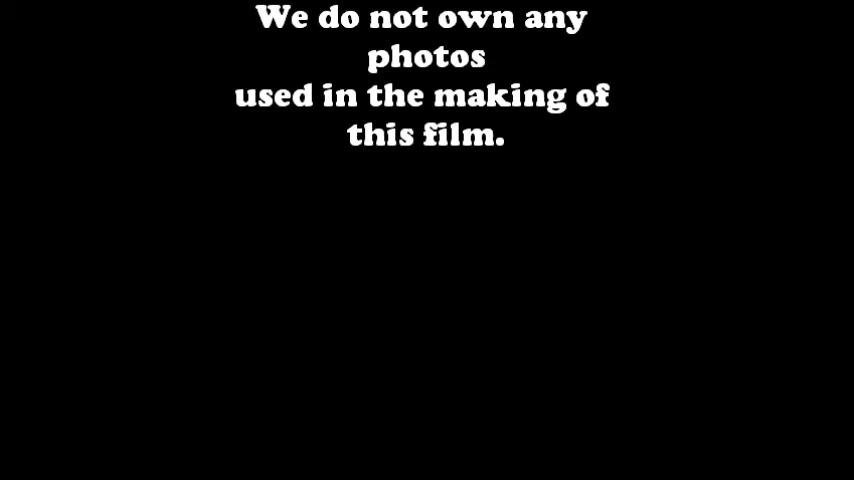 We do not own any
photos
used in the making of
this film.